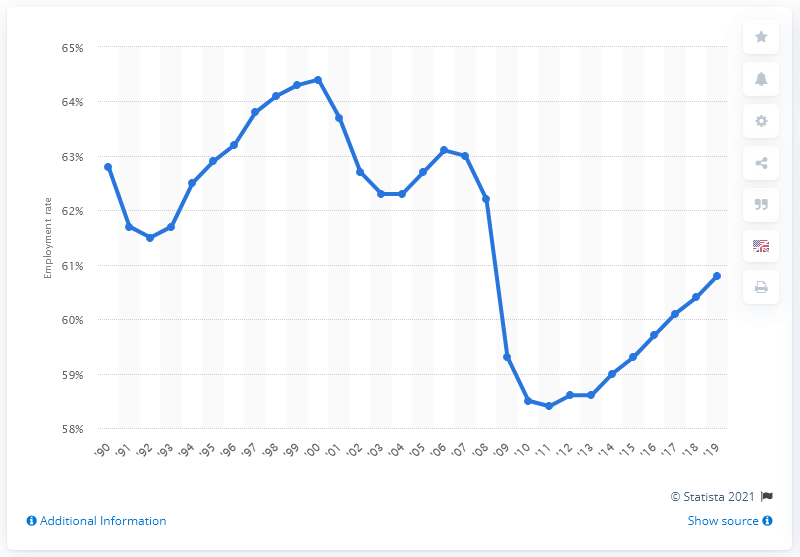 65%
64%
63%
62%
61%
60%
59%
58%
Employment rate
'90 '91 '92 '93 '94 '95 '96 '97 '98 '99 '00 '01 '02 '03 '04 '05 '06 '07 '08 '09 '10 '11 '12 '13 '14 '15 '16 '17 '18 '19
© Statista 2021
Additional Information
Show source